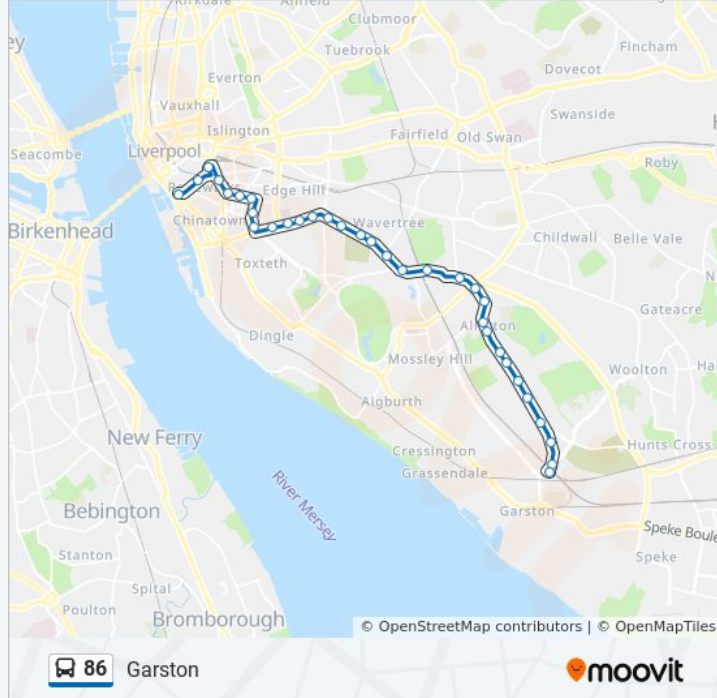 Kirkdale
Anfield
Clubmoor
Tuebrook
Fincham
Everton
Dovecot
Vauxhall
Swanside
Islington
Fairfield
Old Swan
Seacombe
Liverpool
Roby
Edge Hill
Birkenhead
Chinatown
Wavertree
Childwall
Belle Vale
Toxteth
Gateacre
Dingle
Allerton
Mossley Hill
Woolton
Aigburth
New Ferry
Cressington
Hunts Cross
Grassendale
River Mersey
Bebington
Garston
Speke Boule
Stanton
Speke
Spital
Poulton
Bromborough
© OpenStreetMap contributors | © OpenMapTiles
86 Garston
moovit